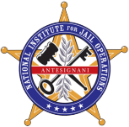 NATIONAL INSTITUTE FOR JAIL OPERATIONS
ANTESIGNANI